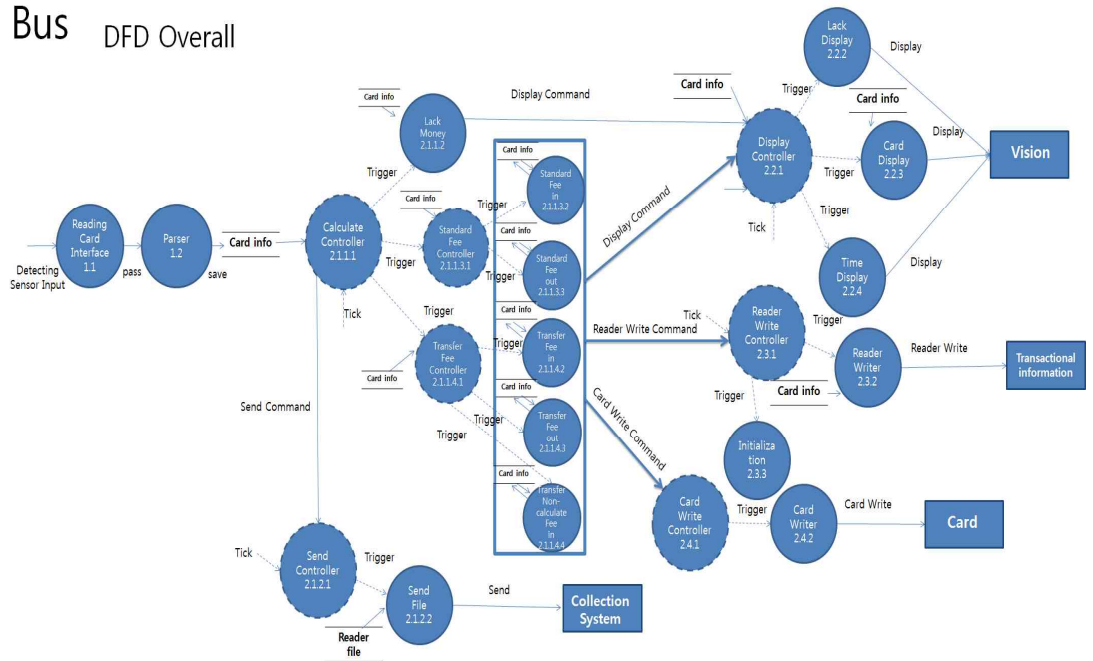 Bus
DFD Overall
Detecting
Sensor Input
Reading
Card
Interface
1.1
pass
Parser
1.2
save
Card info
Calculate
Controller
2.1.1.1
Tick
Trigger
Card info
Lack
Money
2.1.1.2
Display Command
Trigger
Card info
Standard
Fee
Controller
2.1.1.3.1
Trigger
Trigger
Trigger
Transfer
Fee
Controller
2.1.1.4.1
Card info
Trigger
Trigger
Trigger
Card info
Standard
Fee
in
2.1.1.3.2
Card info
Standard
Fee
out
2.1.1.3.3
Card info
Transfer
Fee
in
2.1.1.4.2
Card info
Transfer
Fee
out
2.1.1.4.3
Card info
Transfer
Non-
calculate
Fee
in
2.1.1.4.4
Display Command
Reader Write Command
Card Write Command
Card info
Display
Controller
2.2.1
Tick
Trigger
Lack
Display
2.2.2
Display
Card info
Trigger
Card
Display
2.2.3
Display
Trigger
Time
Display
2.2.4
Display
Vision
Tick
Reader
Write
Controller
2.3.1
Trigger
Card info
Reader
Writer
2.3.2
Reader Write
Transactional
information
Trigger
Initializa
tion
2.3.3
Card
Write
Controller
2.4.1
Trigger
Card
Writer
2.4.2
Card Write
Card
Send Command
Tick
Send
Controller
2.1.2.1
Trigger
Send
File
2.1.2.2
Reader
file
Send
Collection
System